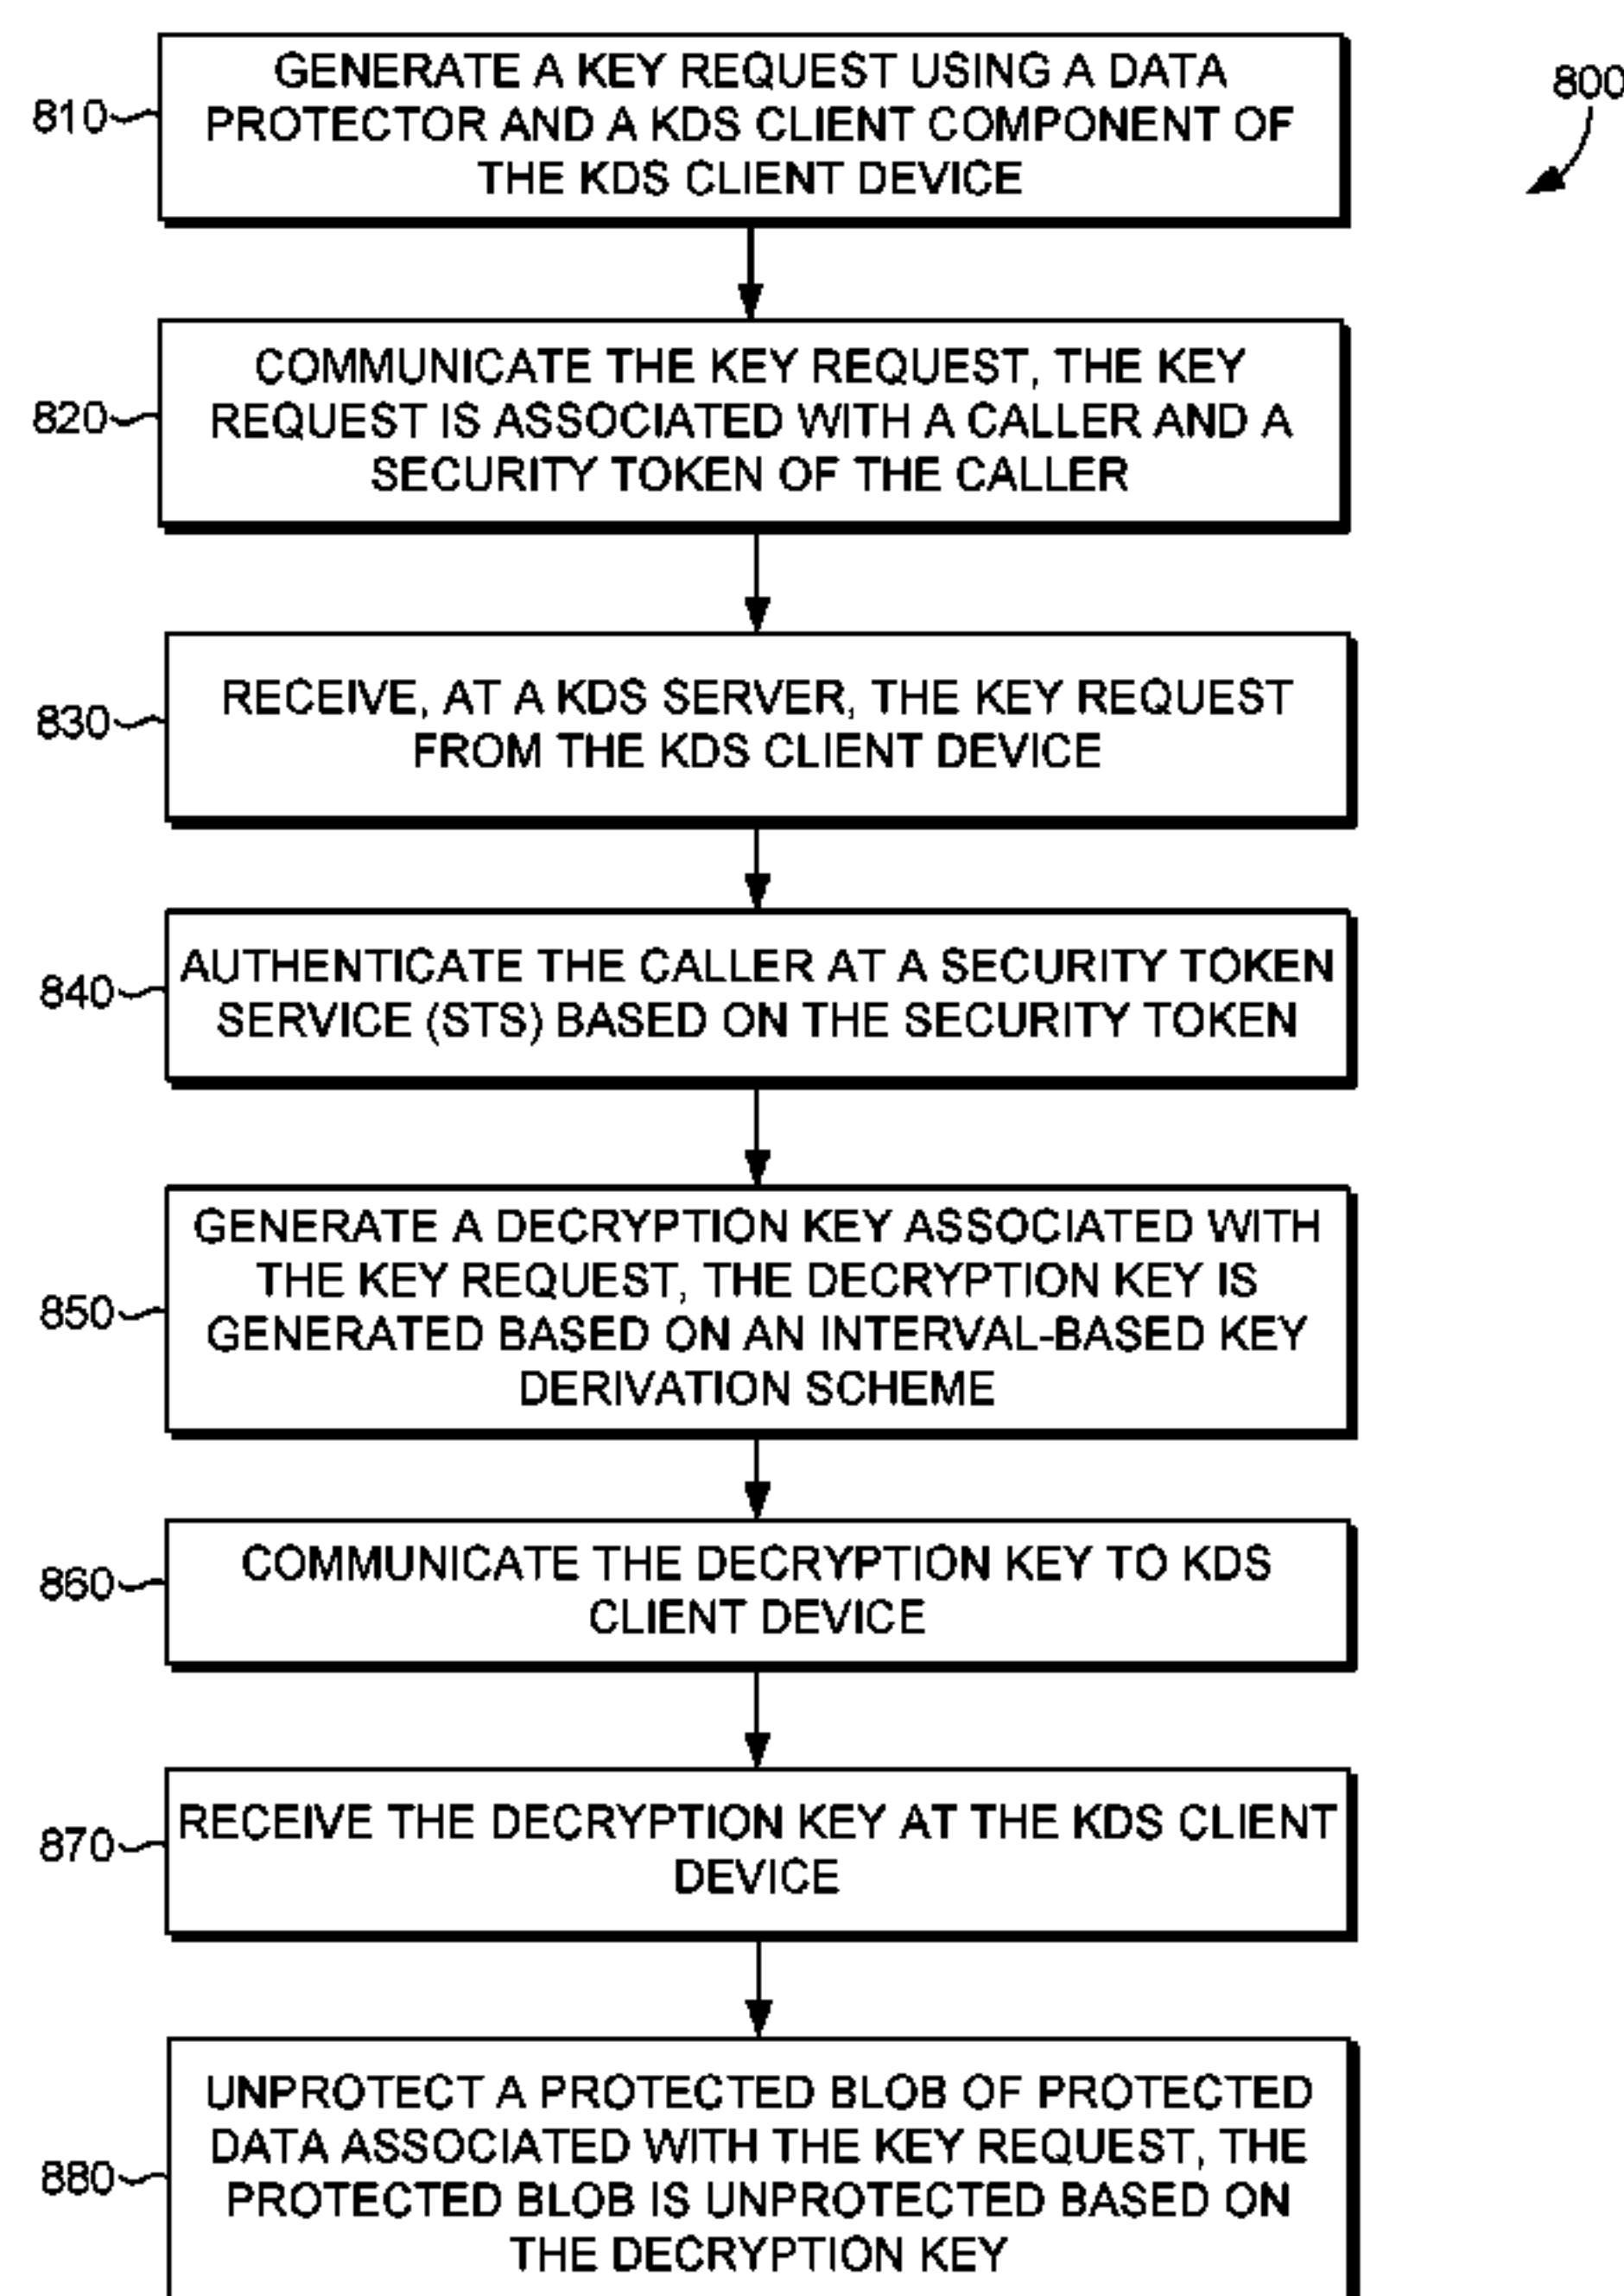 800
810
GENERATE A KEY REQUEST USING A DATA
PROTECTOR AND A KDS CLIENT COMPONENT OF
THE KDS CLIENT DEVICE
820
COMMUNICATE THE KEY REQUEST, THE KEY
REQUEST IS ASSOCIATED WITH A CALLER AND A
SECURITY TOKEN OF THE CALLER
830
RECEIVE, AT A KDS SERVER, THE KEY REQUEST
FROM THE KDS CLIENT DEVICE
840
AUTHENTICATE THE CALLER AT A SECURITY TOKEN
SERVICE (STS) BASED ON THE SECURITY TOKEN
850
GENERATE A DECRYPTION KEY ASSOCIATED WITH
THE KEY REQUEST, THE DECRYPTION KEY IS
GENERATED BASED ON AN INTERVAL-BASED KEY
DERIVATION SCHEME
860
COMMUNICATE THE DECRYPTION KEY TO KDS
CLIENT DEVICE
870
RECEIVE THE DECRYPTION KEY AT THE KDS CLIENT
DEVICE
880
UNPROTECT A PROTECTED BLOB OF PROTECTED
DATA ASSOCIATED WITH THE KEY REQUEST, THE
PROTECTED BLOB IS UNPROTECTED BASED ON
THE DECRYPTION KEY